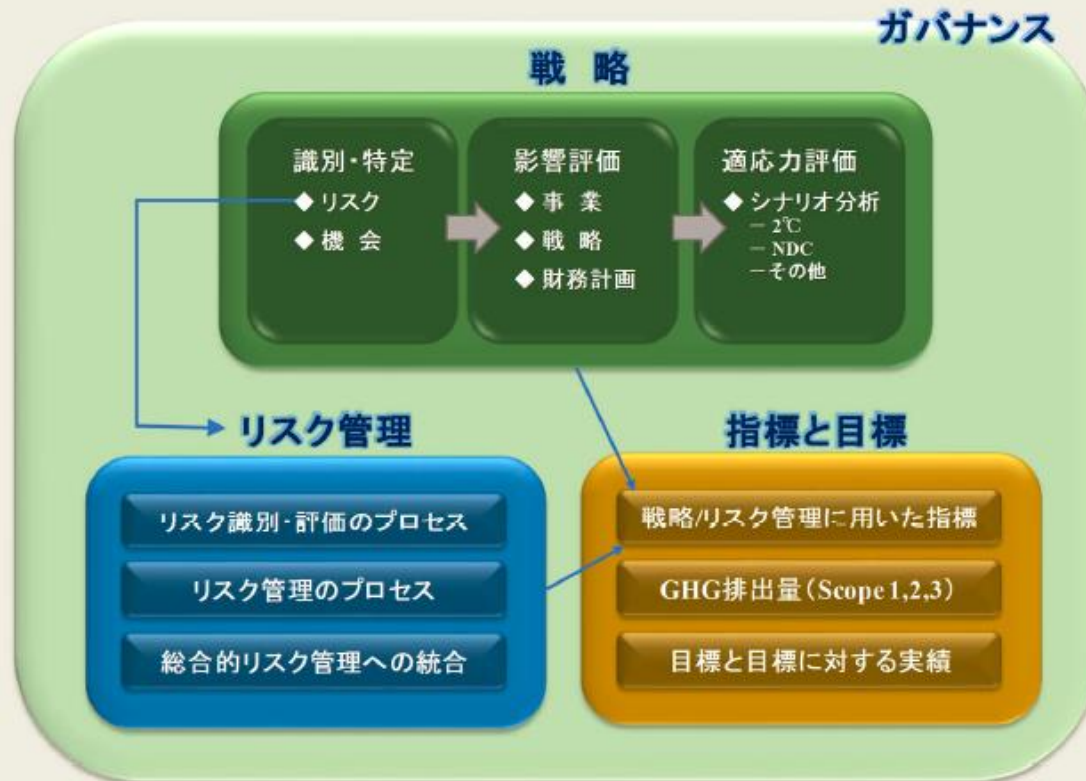 ガバナンス
戦 略
識別・特定
◆ リスク
◆ 機 会
影響評価
◆ 事 業
◆ 戦 略
◆ 財務計画
適応力評価
◆ シナリオ分析
－ 2℃
－ NDC
－その他
リスク管理
リスク識別・評価のプロセス
リスク管理のプロセス
総合的リスク管理への統合
指標と目標
戦略/リスク管理に用いた指標
GHG排出量（Scope 1,2,3）
目標と目標に対する実績